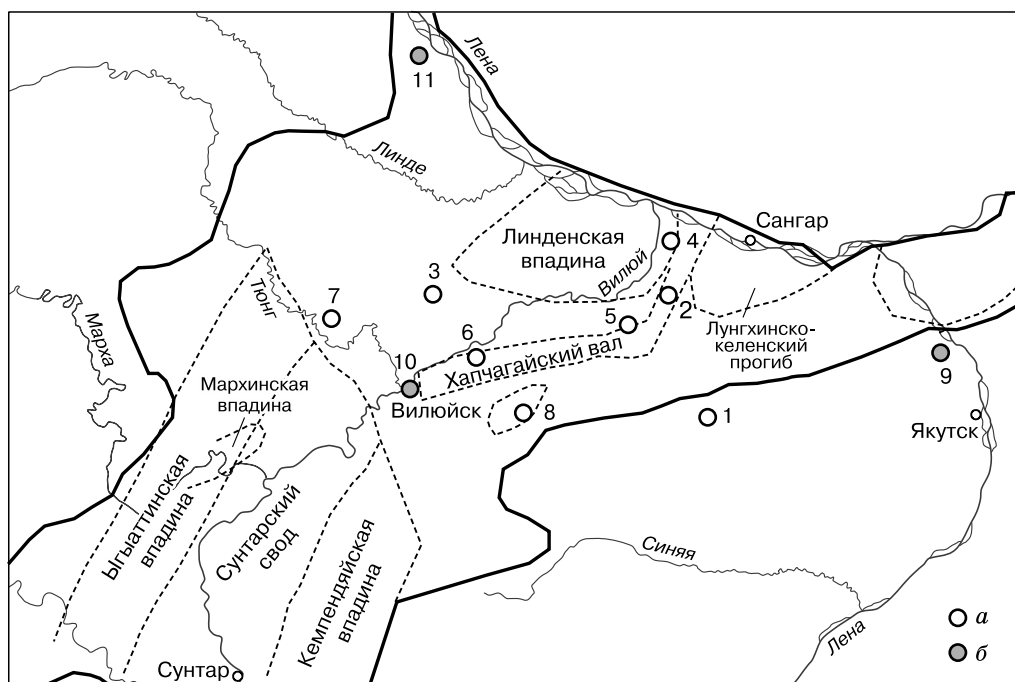 11
Лена
Линде
Сангар
4
Линденская
впадина
Вилюй
3
2
Тюнг
7
5
Лунгхинско-
келенский
прогиб
Марха
6
Хапчагайский вал
9
10
Мархинская
впадина
Вилюйск
8
1
Якутск
Ыгыаттинская
впадина
Сунтарский
свод
Кемпендяйская
впадина
Синяя
а
б
Лена
Сунтар